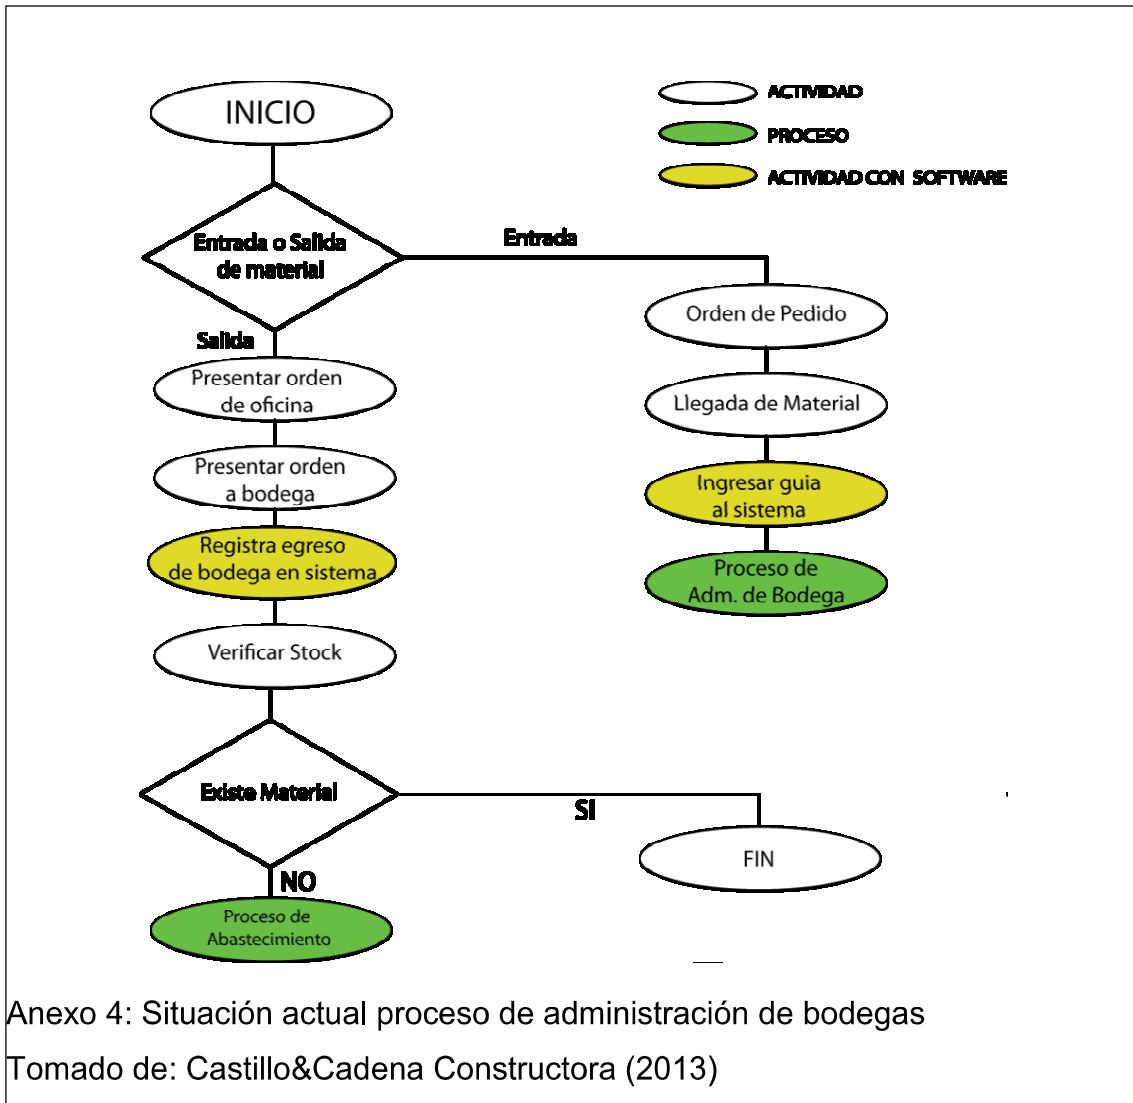 INICIO
ACTIVIDAD
PROCESO
ACTIVIDAD CON SOFTWARE
Entrada o Salida
de material
Entrada
Salida
Orden de Pedido
Presentar orden
de oficina
Llegada de Material
Presentar orden
a bodega
Ingresar guia
al sistema
Registra egreso
de bodega en sistema
Proceso de
Adm. de Bodega
Verificar Stock
Existe Material
SI
FIN
NO
Proceso de
Abastecimiento
Anexo 4: Situación actual proceso de administración de bodegas
Tomado de: Castillo&Cadena Constructora (2013)